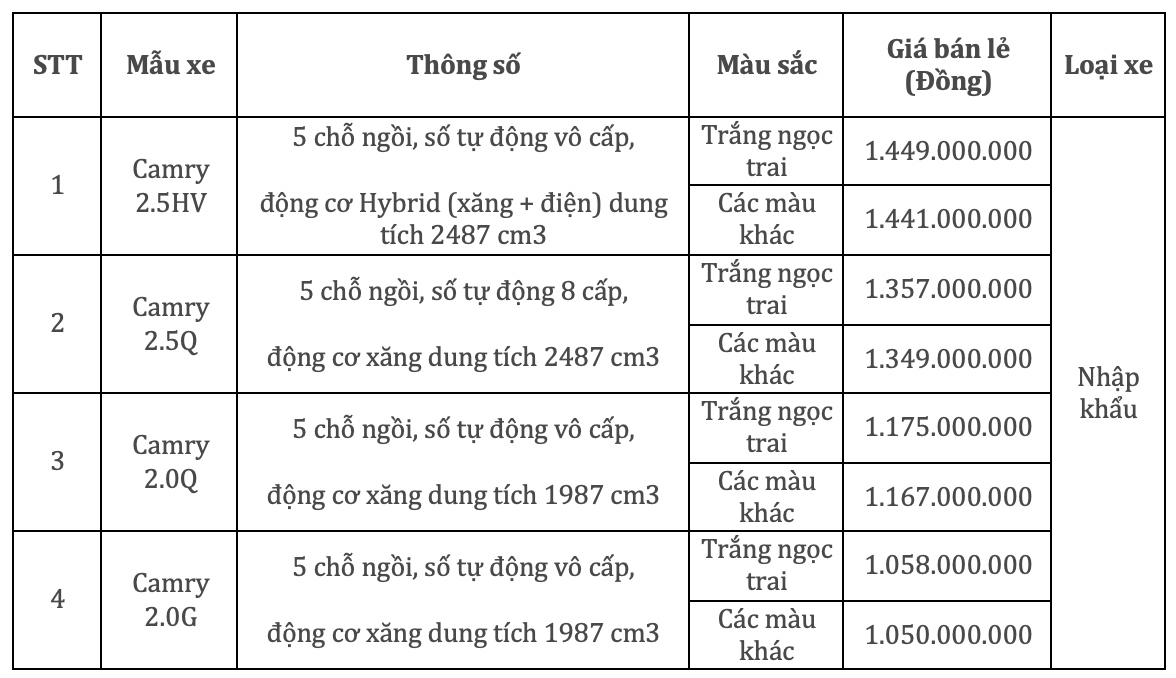 STT
Mẫu xe
Thông số
Màu sắc
Giá bán lẻ
(Đồng)
Loại xe
1
Camry
2.5HV
5 chỗ ngồi, số tự động vô cấp,
động cơ Hybrid (xăng + điện) dung
tích 2487 cm3
Trắng ngọc
trai
1.449.000.000
Các màu
khác
1.441.000.000
2
Camry
2.5Q
5 chỗ ngồi, số tự động 8 cấp,
động cơ xăng dung tích 2487 cm3
Trắng ngọc
trai
1.357.000.000
Các màu
khác
1.349.000.000
3
Camry
2.0Q
5 chỗ ngồi, số tự động vô cấp,
động cơ xăng dung tích 1987 cm3
Trắng ngọc
trai
1.175.000.000
Các màu
khác
1.167.000.000
4
Camry
2.0G
5 chỗ ngồi, số tự động vô cấp,
động cơ xăng dung tích 1987 cm3
Trắng ngọc
trai
1.058.000.000
Các màu
khác
1.050.000.000
Nhập
khẩu